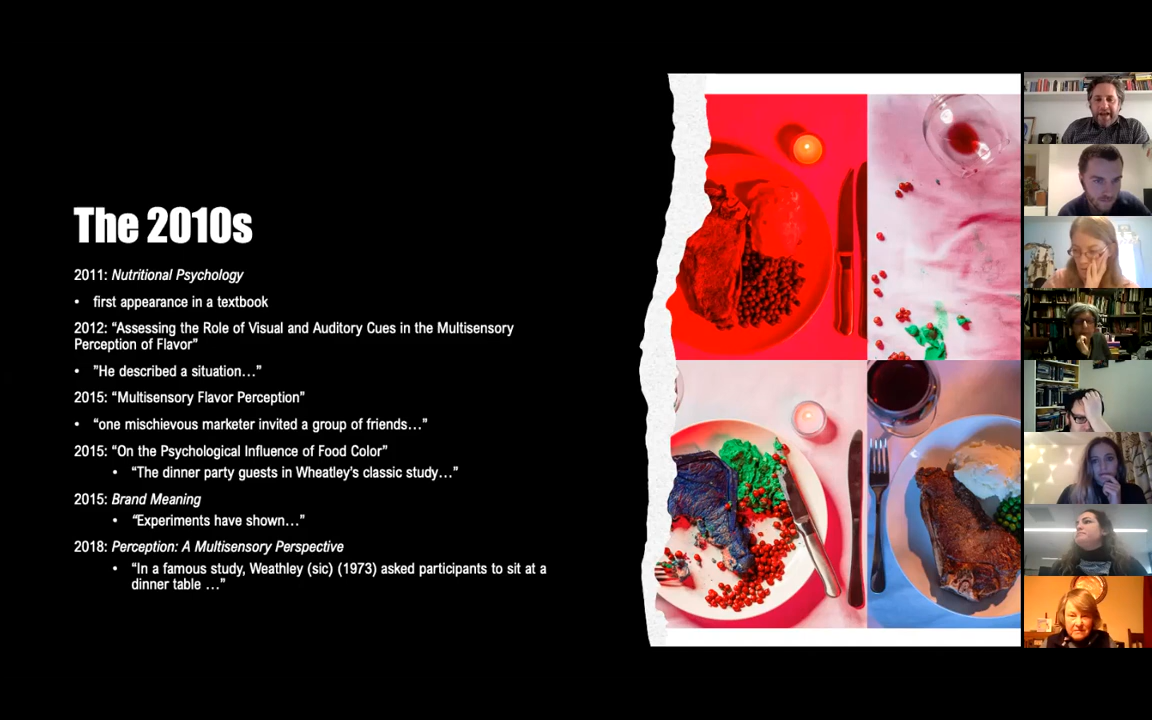 The 2010s
2011: Nutritional Psychology
• first appearance in a textbook
2012: “Assessing the Role of Visual and Auditory Cues in the Multisensory
Perception of Flavor”
• ”He described a situation…”
2015: “Multisensory Flavor Perception”
• “one mischievous marketer invited a group of friends…”
2015: “On the Psychological Influence of Food Color”
• “The dinner party guests in Wheatley’s classic study…”
2015: Brand Meaning
• “Experiments have shown…”
2018: Perception: A Multisensory Perspective
• “In a famous study, Weathley (sic) (1973) asked participants to sit at a
dinner table …”